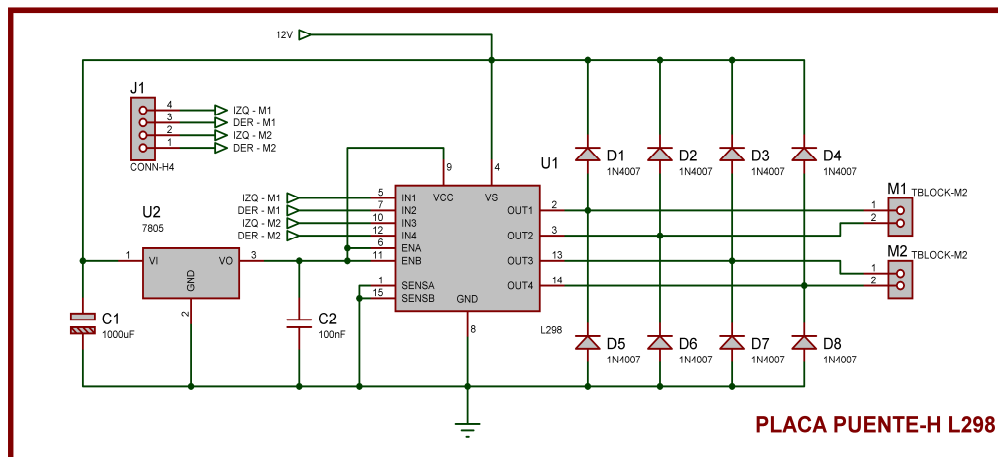 12V
J1
4
3
2
1
IZQ - M1
DER - M1
IZQ - M2
DER - M2
CONN-H4
U2
7805
1
VI
VO
3
GND
2
C1
1000uF
C2
100nF
IZQ - M1
DER - M1
IZQ - M2
DER - M2
5
7
10
12
6
11
1
15
IN1
IN2
IN3
IN4
ENA
ENB
SENSA
SENSB
9
VCC
4
VS
U1
OUT1
OUT2
OUT3
OUT4
2
3
13
14
GND
8
L298
D1
1N4007
D2
1N4007
D3
1N4007
D4
1N4007
M1
TBLOCK-M2
1
2
M2
TBLOCK-M2
1
2
D5
1N4007
D6
1N4007
D7
1N4007
D8
1N4007
PLACA PUENTE-H L298